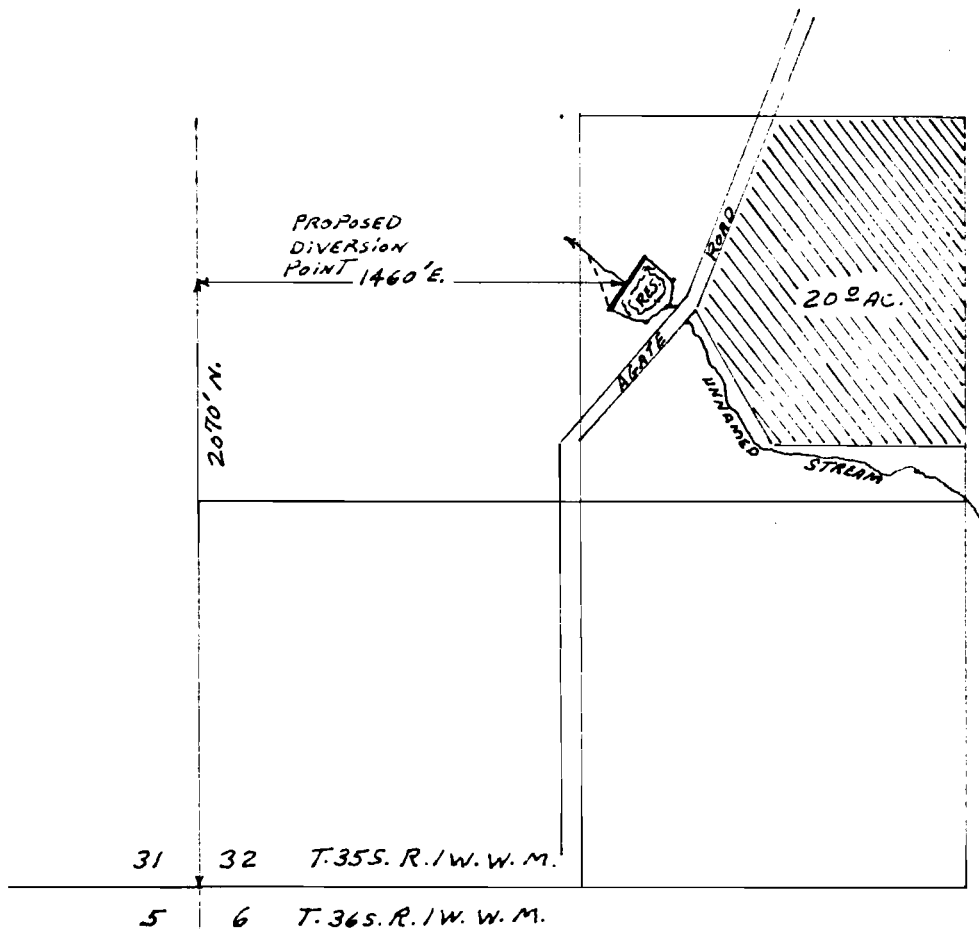 PROPOSED
DIVERSION
POINT 1460'E.
2070' N.
RES.
ROAD
AGATE
20 0 AC.
UNNAMED
STREAM
31 32 T.35S. R.1W. W.M.
5 6 T.36S. R.1W. W.M.